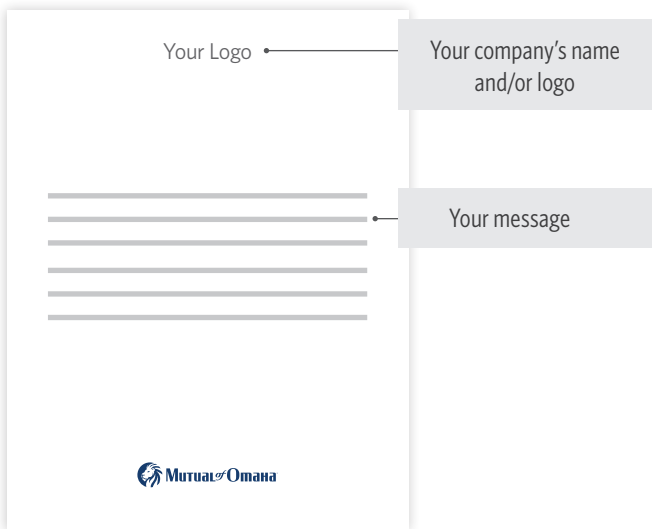 Your Logo
Your company’s name
and/or logo
Your message
Mutual of Omaha